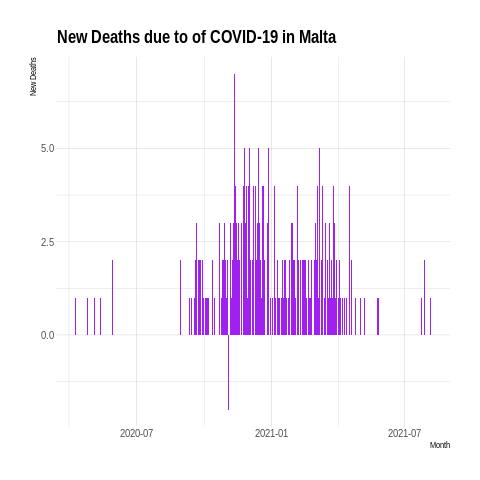 New Deaths due to of COVID-19 in Malta
New Deaths
5.0
2.5
0.0
2020-07
2021-01
2021-07
Month